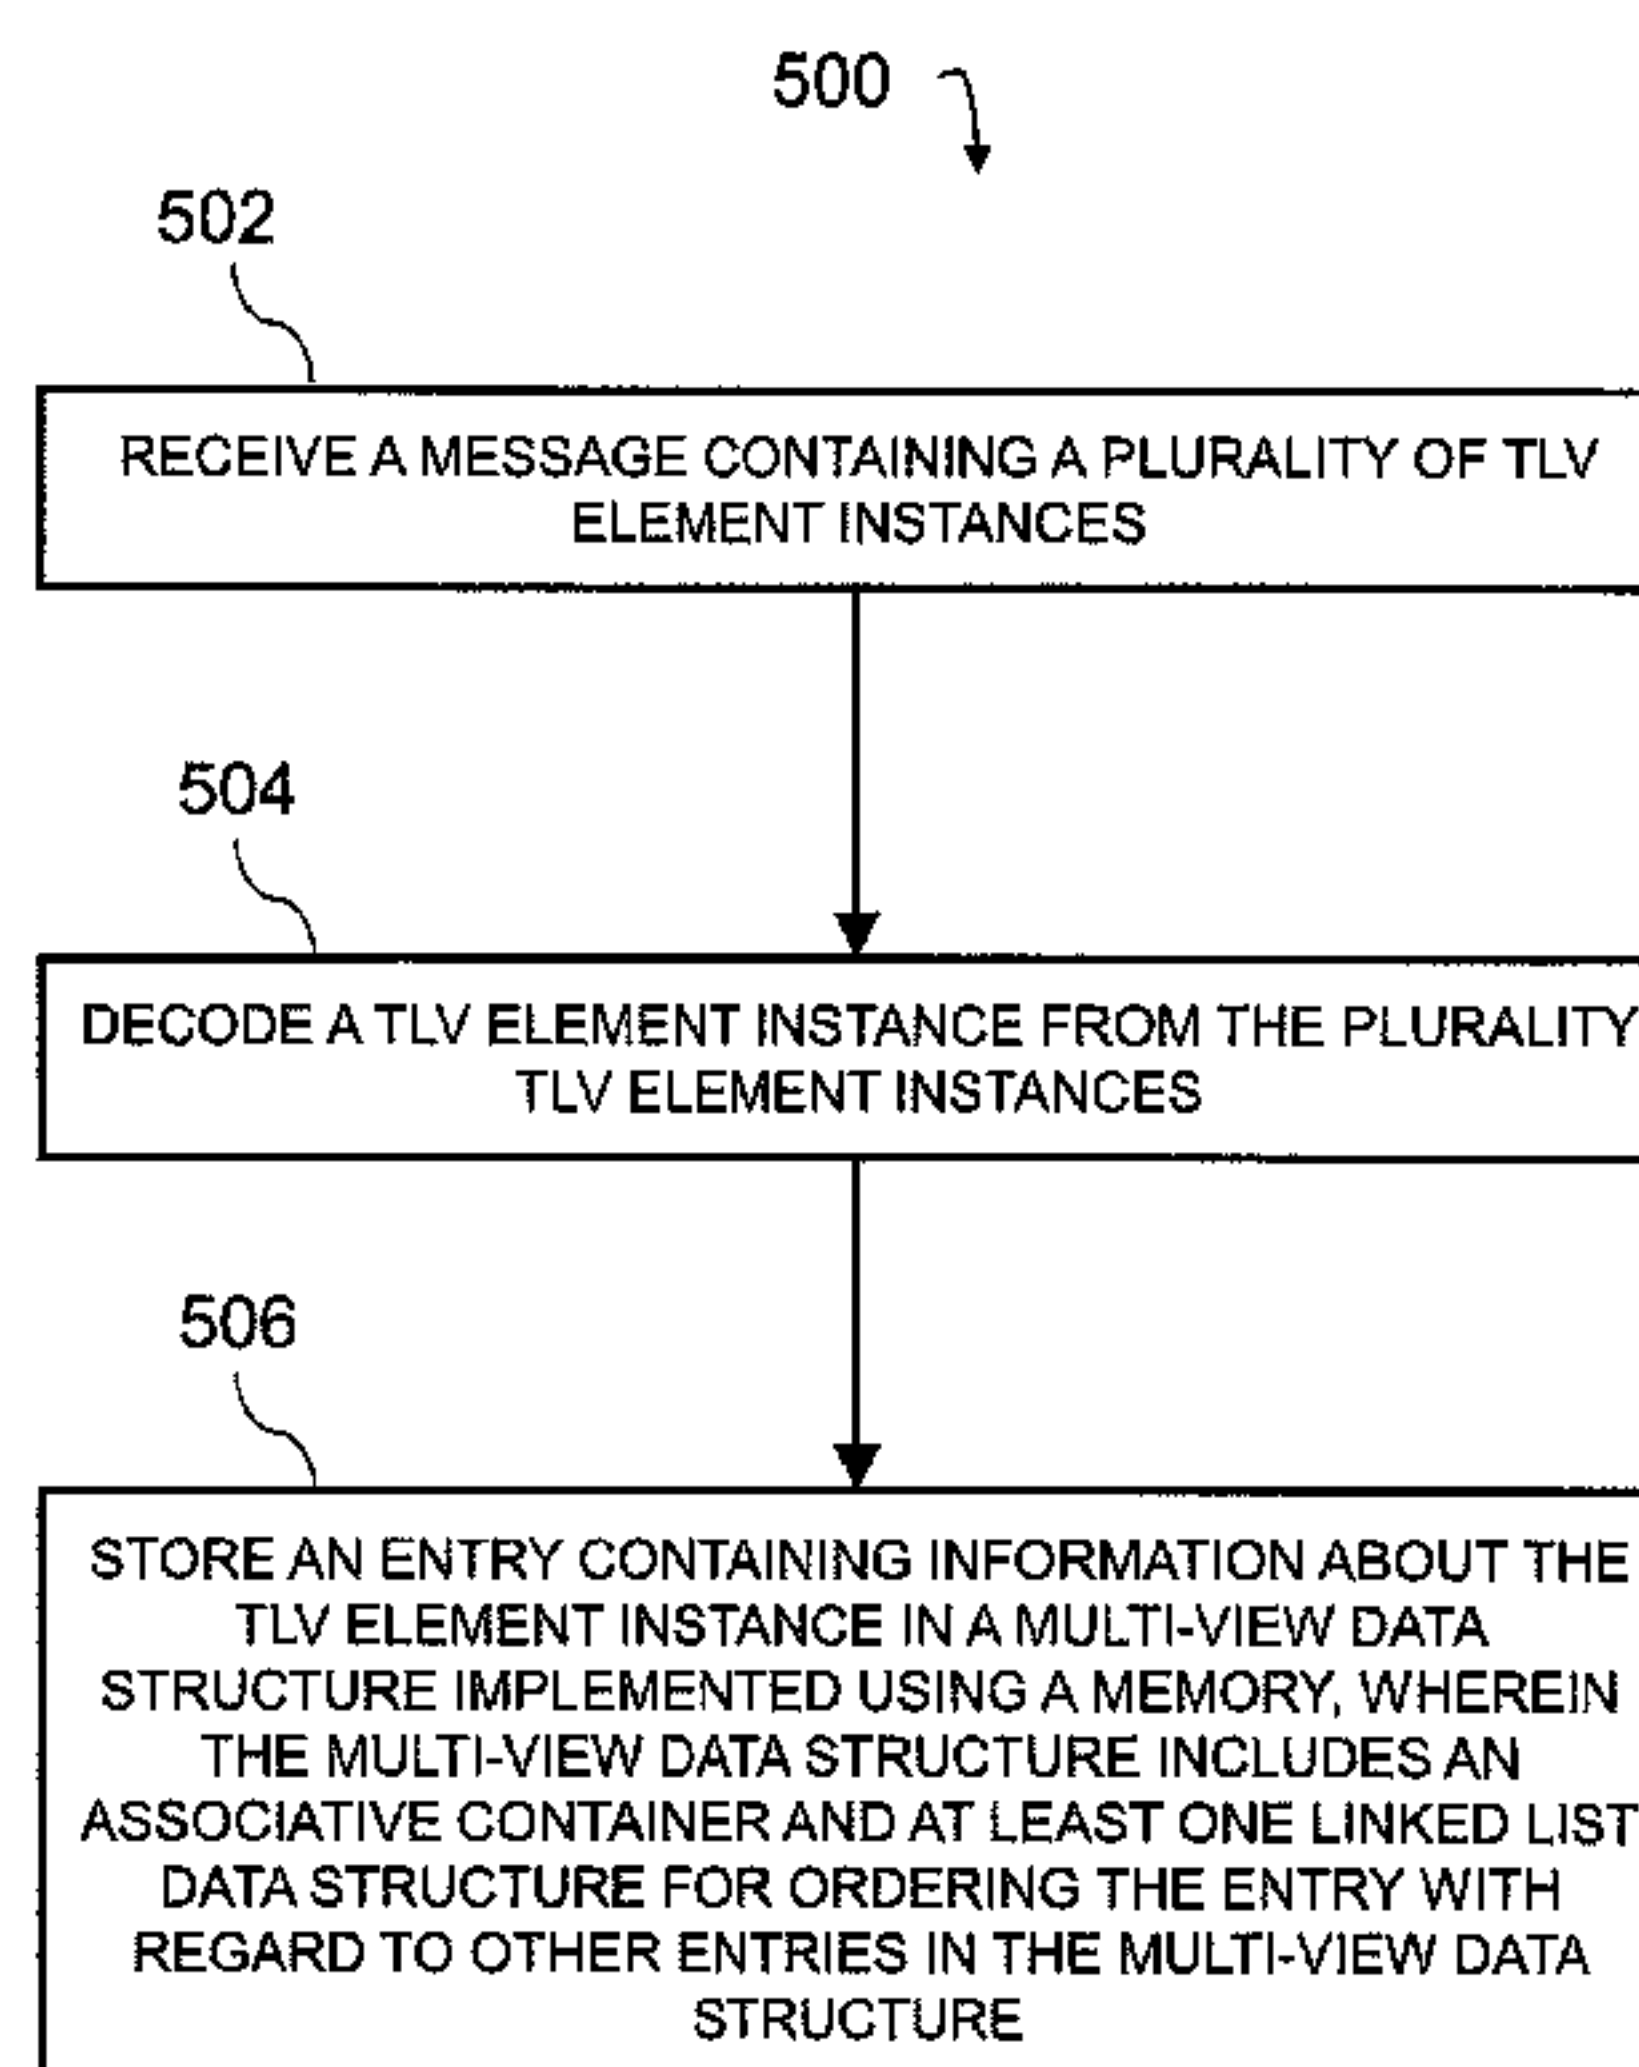 500
502
RECEIVE A MESSAGE CONTAINING A PLURALITY OF TLV
ELEMENT INSTANCES
504
DECODE A TLV ELEMENT INSTANCE FROM THE PLURALITY
TLV ELEMENT INSTANCES
506
STORE AN ENTRY CONTAINING INFORMATION ABOUT THE
TLV ELEMENT INSTANCE IN A MULTI-VIEW DATA
STRUCTURE IMPLEMENTED USING A MEMORY, WHEREIN
THE MULTI-VIEW DATA STRUCTURE INCLUDES AN
ASSOCIATIVE CONTAINER AND AT LEAST ONE LINKED LIST
DATA STRUCTURE FOR ORDERING THE ENTRY WITH
REGARD TO OTHER ENTRIES IN THE MULTI-VIEW DATA
STRUCTURE